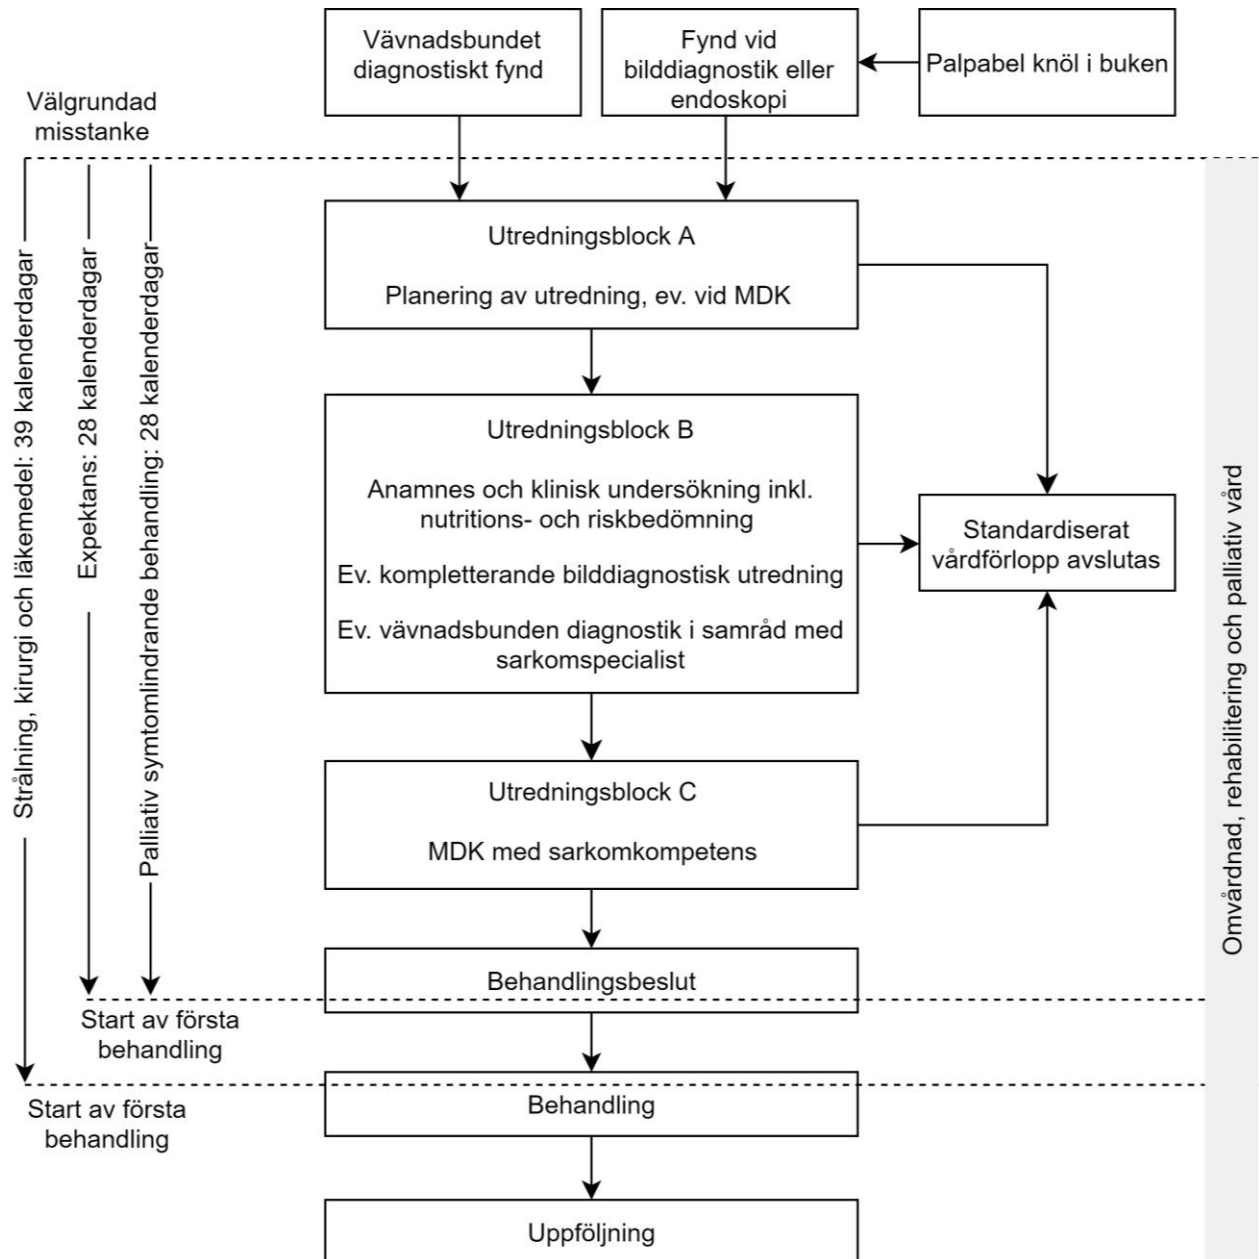 Vävnadsbundet
diagnostiskt fynd
Fynd vid
bilddiagnostik eller
endoskopi
Palpabel knöl i buken
Välgrundad
misstanke
Strålning, kirurgi och läkemedel: 39 kalenderdagar
Expektans: 28 kalenderdagar
Palliativ symtomlindrande behandling: 28 kalenderdagar
Utredningsblock A
Planering av utredning, ev. vid MDK
Utredningsblock B
Anamnes och klinisk undersökning inkl.
nutritions- och riskbedömning
Ev. kompletterande bilddiagnostisk utredning
Ev. vävnadsbunden diagnostik i samråd med
sarkomspecialist
Standardiserat
vårdförlopp avslutas
Utredningsblock C
MDK med sarkomkompetens
Behandlingsbeslut
Start av första
behandling
Behandling
Start av första
behandling
Uppföljning
Omvårdnad, rehabilitering och palliativ vård